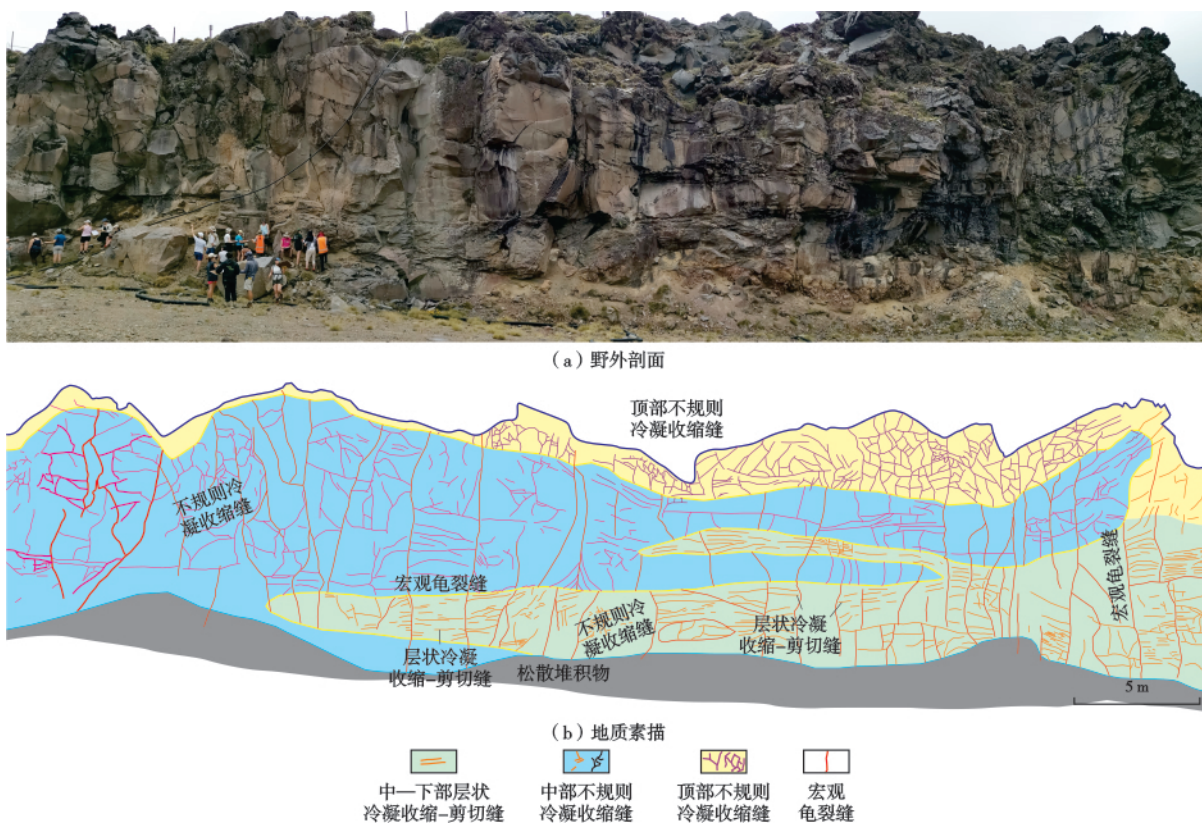 （a）野外剖面
顶部不规则
冷凝收缩缝
不规则冷
凝收缩缝
宏观龟裂缝
宏观龟裂缝
不规则冷
凝收缩缝
层状冷凝
收缩-剪切缝
层状冷凝
收缩-剪切缝
松散堆积物
5 m
（b）地质素描
中—下部层状
冷凝收缩-剪切缝
中部不规则
冷凝收缩缝
顶部不规则
冷凝收缩缝
宏观
龟裂缝